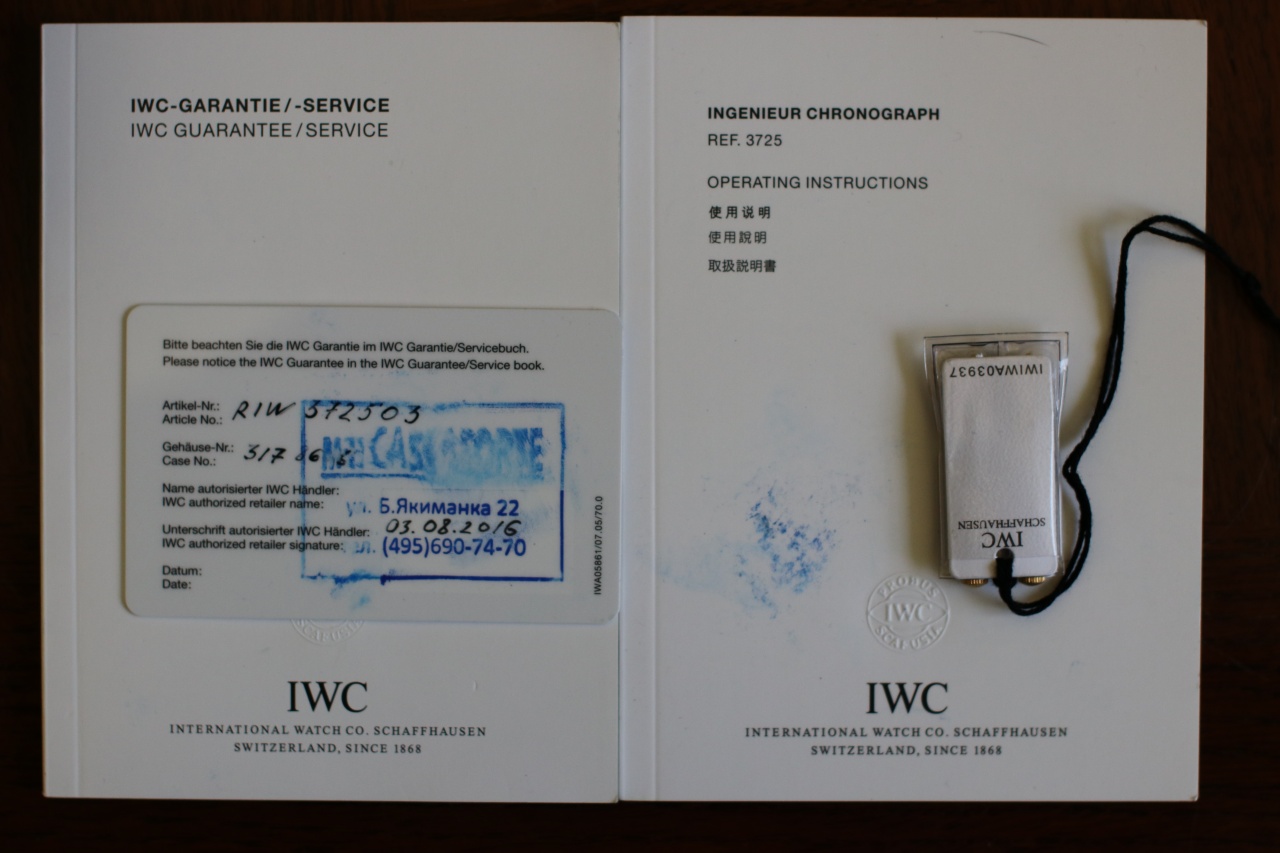 IWC-GARANTIE/-SERVICE
IWC GUARANTEE/SERVICE
Bitte beachten Sie die IWC Garantie im IWC Garantie/Servicebuch.
Please notice the IWC Guarantee in the IWC Guarantee/Service book.
Artikel-Nr.:
Article No.: RIW 372503
Gehäuse-Nr.:
Case No.:
Name autorisierter IWC Händler:
IWC authorized retailer name:
Б.Якиманка 22
Unterschrift autorisierter IWC Händler: 03.08.2016
IWC authorized retailer signature:
(495)690-74-70
Datum:
Date:
IWA05861/07.05/70.0
IWC
INTERNATIONAL WATCH CO. SCHAFFHAUSEN
SWITZERLAND, SINCE 1868
INGENIEUR CHRONOGRAPH
REF. 3725
OPERATING INSTRUCTIONS
使用说明
使用說明
取扱説明書
IWIWA03937
IWC
SCHAFFHAUSEN
PROBUS
IWC
SCAFUSIA
IWC
INTERNATIONAL WATCH CO. SCHAFFHAUSEN
SWITZERLAND, SINCE 1868